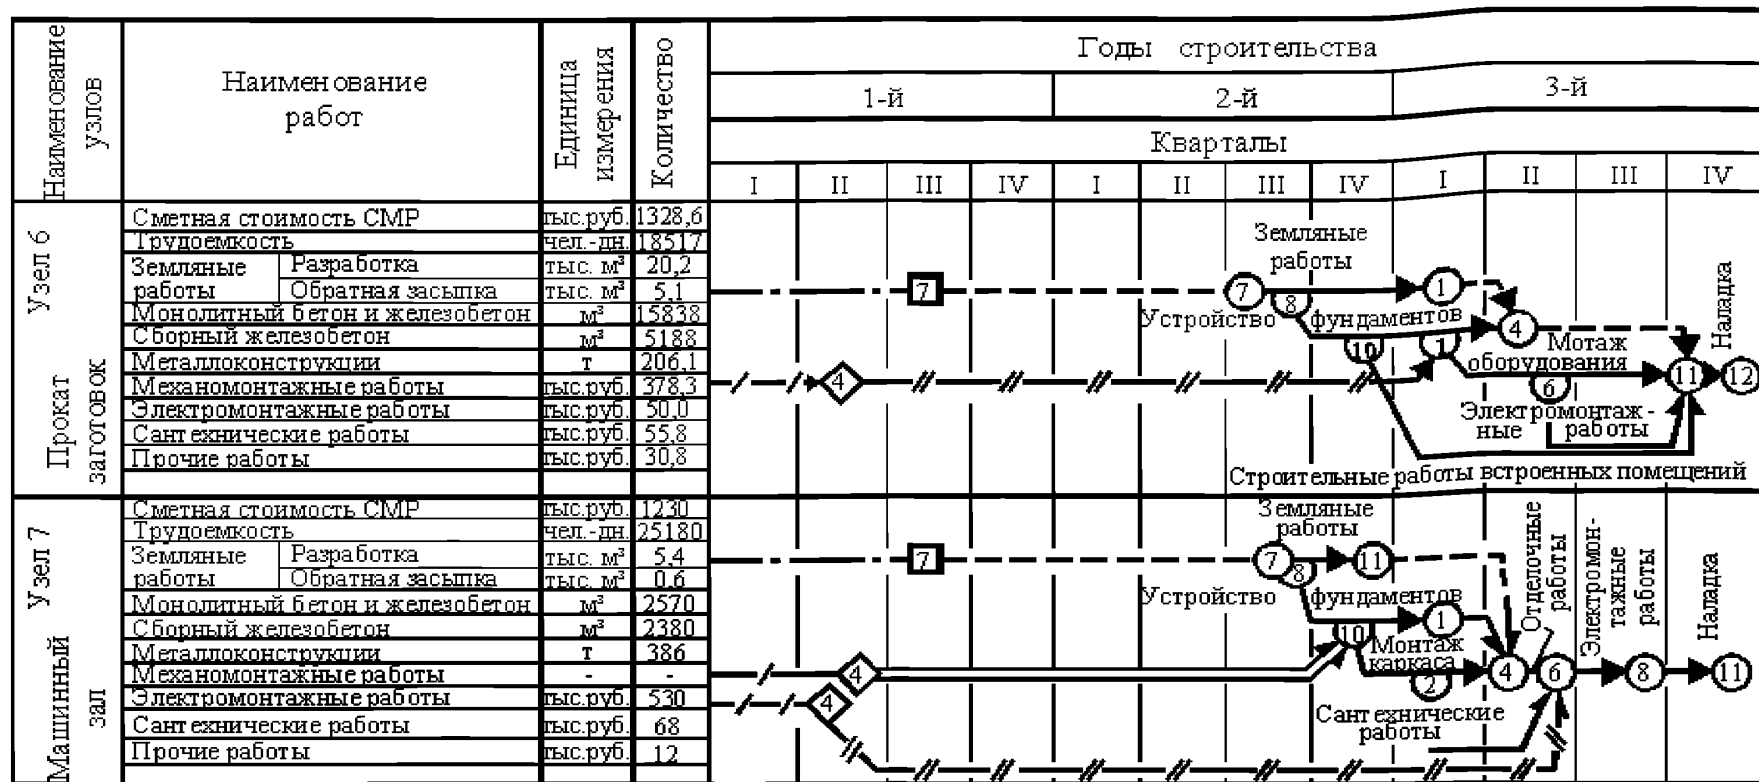 Наименование узлов
Наименование работ
Единица измерения
Количество
Годы строительства
1-й 2-й 3-й
Кварталы
I II III IV I II III IV I II III IV
Узел 6
Прокат заготовок
Сметная стоимость СМР тыс.руб. 1328,6
Трудоемкость чел.-дн. 18517
Земляные работы
Разработка тыс. м³ 20,2
Обратная засыпка тыс. м³ 5,1
Монолитный бетон и железобетон м³ 15838
Сборный железобетон м³ 5188
Металлоконструкции т 206,1
Механомонтажные работы тыс.руб. 378,3
Электромонтажные работы тыс.руб. 50,0
Сантехнические работы тыс.руб. 55,8
Прочие работы тыс.руб. 30,8
Земляные
работы
7 7 8 1
Устройство фундаментов
4
10 1
Мотаж
оборудования
Наладка
4 6 11 12
Электромонтаж-
ные работы
Строительные работы встроенных помещений
Узел 7
Машинный зал
Сметная стоимость СМР тыс.руб. 1230
Трудоемкость чел.-дн. 25180
Земляные работы
Разработка тыс. м³ 5,4
Обратная засыпка тыс. м³ 0,6
Монолитный бетон и железобетон м³ 2570
Сборный железобетон м³ 2380
Металлоконструкции т 386
Механомонтажные работы - -
Электромонтажные работы тыс.руб. 530
Сантехнические работы тыс.руб. 68
Прочие работы тыс.руб. 12
Земляные
работы
7 7 8 11
Устройство фундаментов
10 1
Монтаж
каркаса
Отделочные
работы
Электромон-
тажные
работы
Наладка
4 2 4 6 8 11
4
Сантехнические
работы